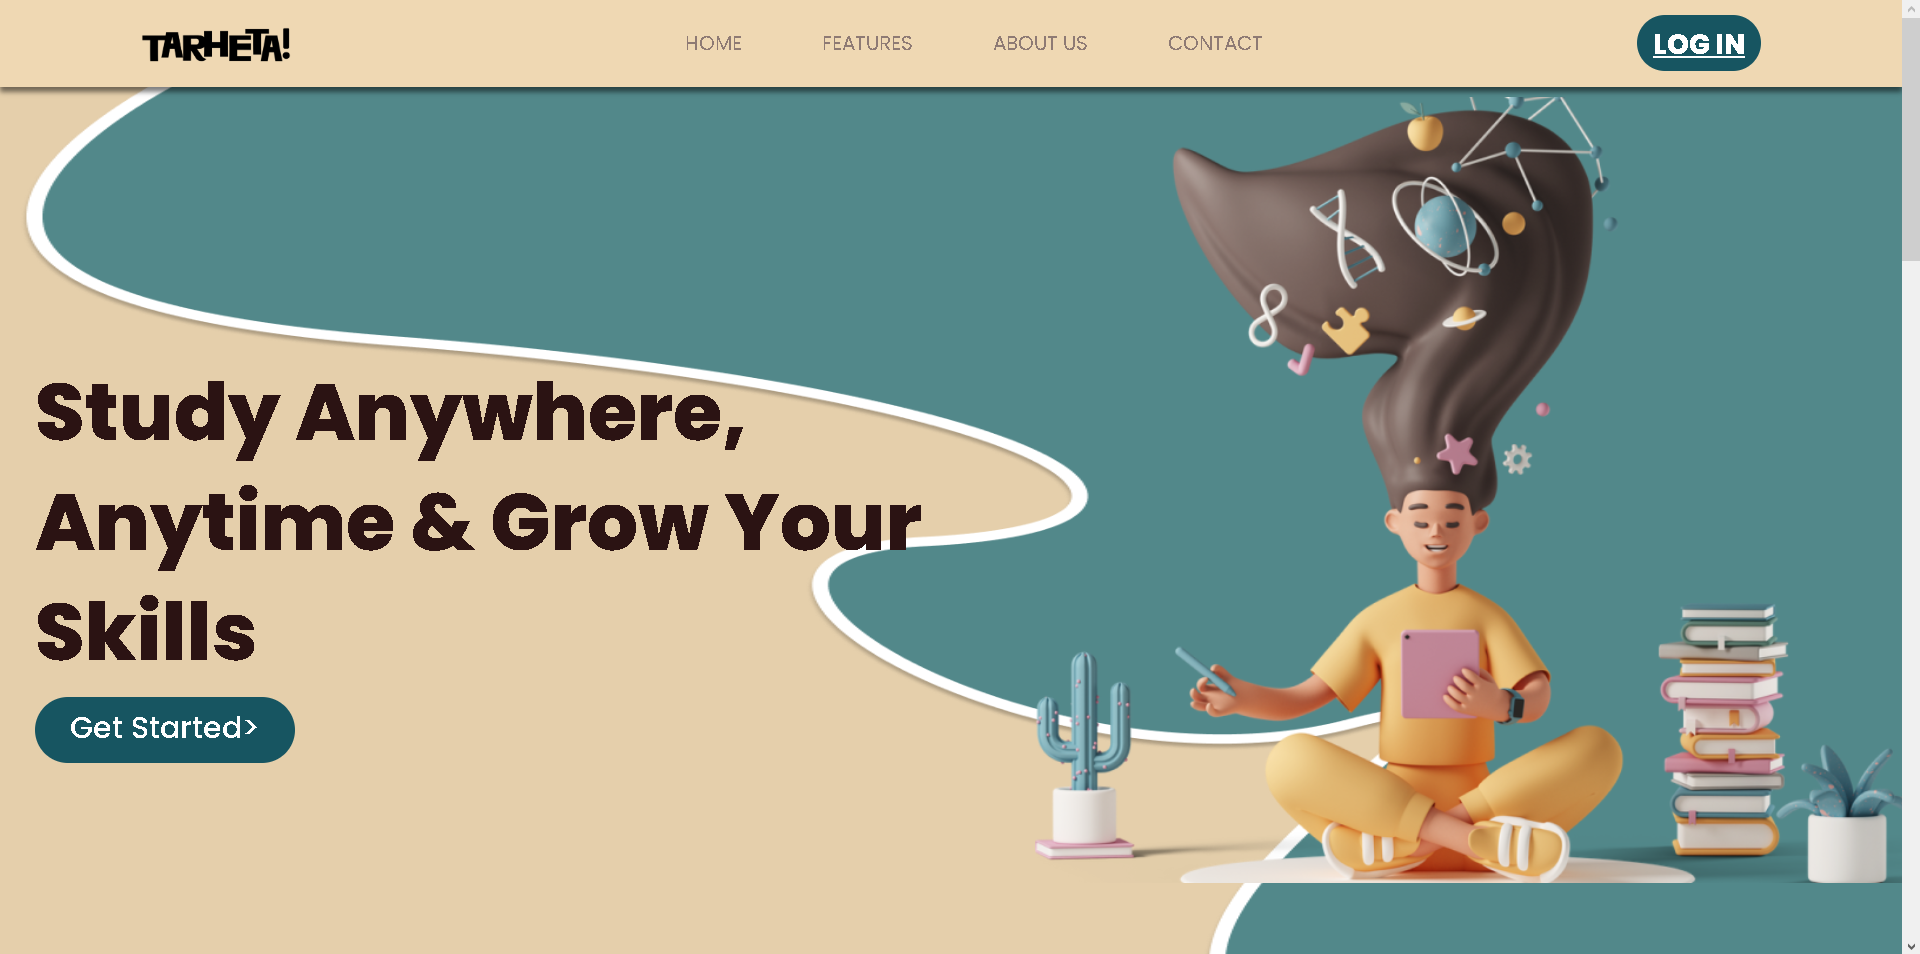 TARHETA!
HOME
FEATURES
ABOUT US
CONTACT
LOG IN
Study Anywhere,
Anytime & Grow Your
Skills
Get Started>